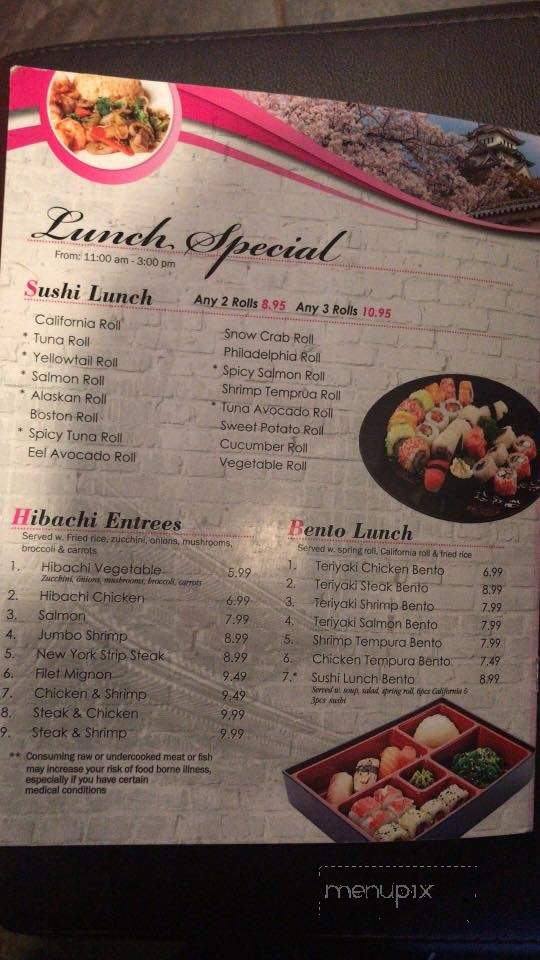 Lunch Special
From: 11:00 am - 3:00 pm
Sushi Lunch Any 2 Rolls 8.95 Any 3 Rolls 10.95
California Roll
* Tuna Roll
* Yellowtail Roll
* Salmon Roll
* Alaskan Roll
Boston Roll
* Spicy Tuna Roll
Eel Avocado Roll
Snow Crab Roll
Philadelphia Roll
* Spicy Salmon Roll
Shrimp Temprua Roll
* Tuna Avocado Roll
Sweet Potato Roll
Cucumber Roll
Vegetable Roll
Hibachi Entrees
Served w. Fried rice, zucchini, onions, mushrooms,
broccoli & carrots
1. Hibachi Vegetable 5.99
Zucchini, onions, mushrooms, broccoli, carrots
2. Hibachi Chicken 6.99
3. Salmon 7.99
4. Jumbo Shrimp 8.99
5. New York Strip Steak 8.99
6. Filet Mignon 9.49
7. Chicken & Shrimp 9.49
8. Steak & Chicken 9.99
9. Steak & Shrimp 9.99
** Consuming raw or undercooked meat or fish
may increase your risk of food borne illness,
especially if you have certain
medical conditions
Bento Lunch
Served w. spring roll, California roll & fried rice
1. Teriyaki Chicken Bento 6.99
2. Teriyaki Steak Bento 8.99
3. Teriyaki Shrimp Bento 7.99
4. Teriyaki Salmon Bento 7.99
5. Shrimp Tempura Bento 7.99
6. Chicken Tempura Bento 7.49
7.* Sushi Lunch Bento 8.99
Served w. soup, salad, spring roll, 6pcs California &
3pcs sushi
menupix